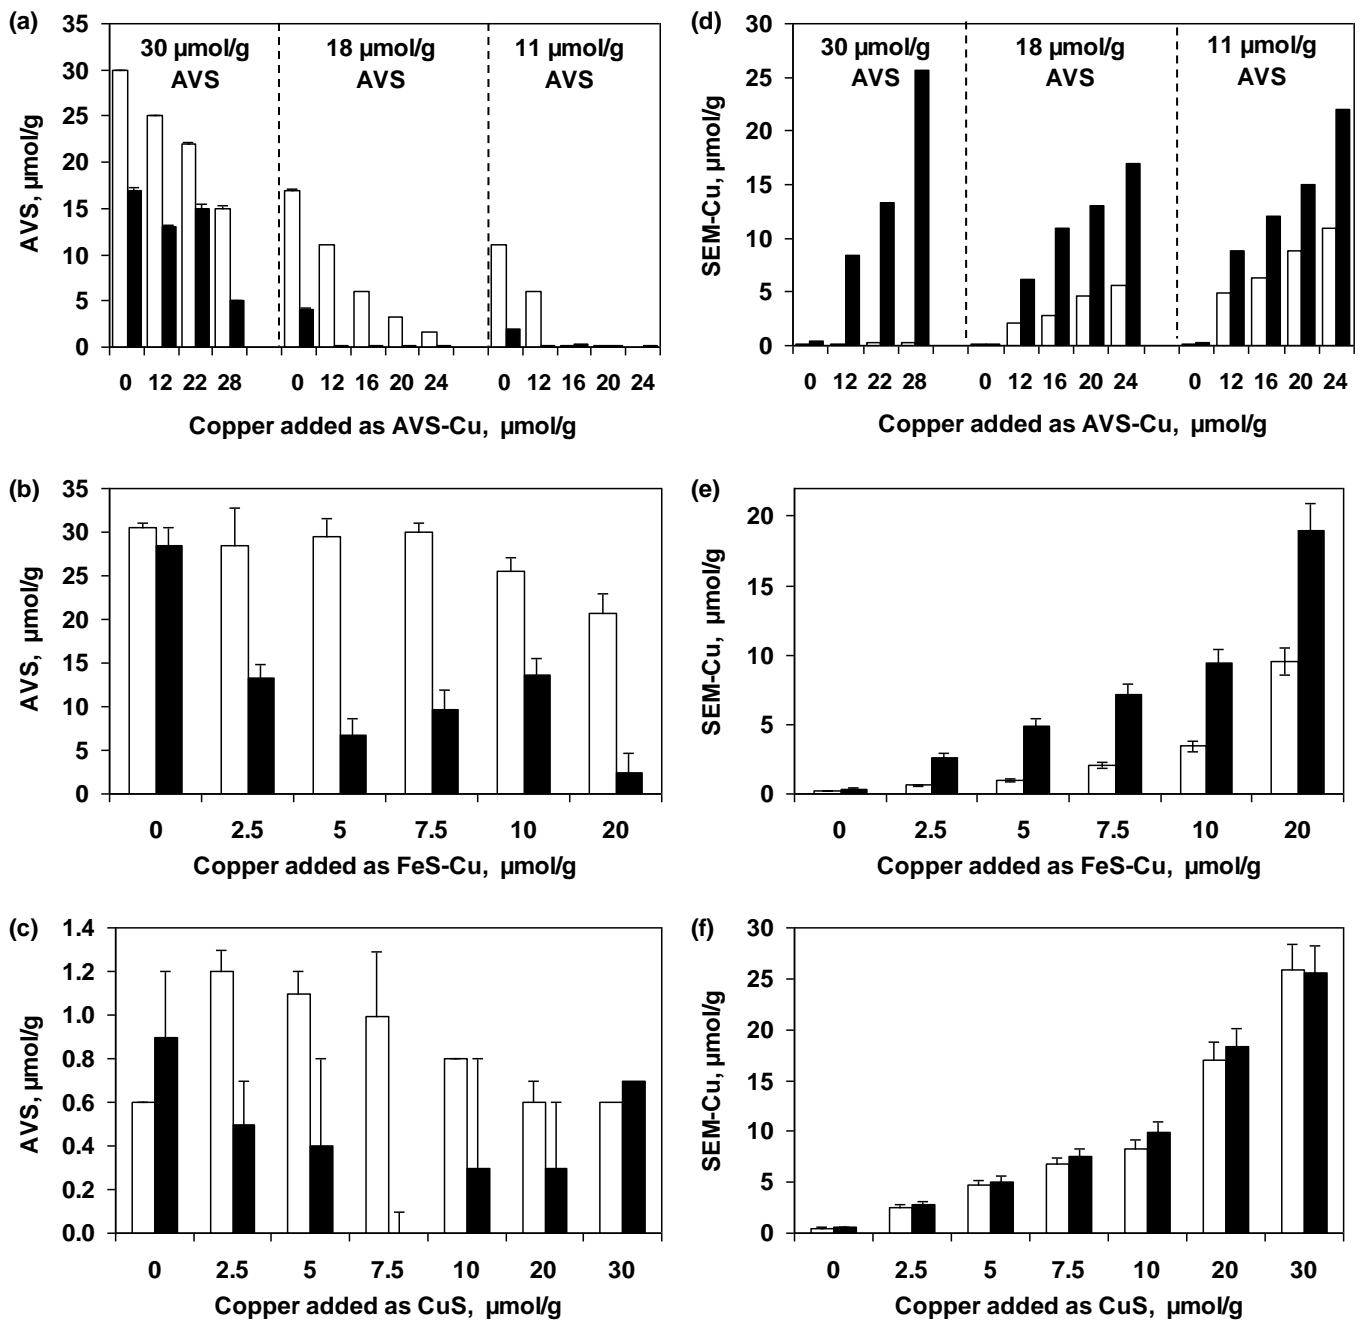 (a)
AVS, µmol/g
35
30
25
20
15
10
5
0
30 µmol/g
AVS
18 µmol/g
AVS
11 µmol/g
AVS
0 12 22 28 0 12 16 20 24 0 12 16 20 24
Copper added as AVS-Cu, µmol/g
(d)
SEM-Cu, µmol/g
30
25
20
15
10
5
0
30 µmol/g
AVS
18 µmol/g
AVS
11 µmol/g
AVS
0 12 22 28 0 12 16 20 24 0 12 16 20 24
Copper added as AVS-Cu, µmol/g
(b)
AVS, µmol/g
35
30
25
20
15
10
5
0
0 2.5 5 7.5 10 20
Copper added as FeS-Cu, µmol/g
(e)
SEM-Cu, µmol/g
20
15
10
5
0
0 2.5 5 7.5 10 20
Copper added as FeS-Cu, µmol/g
(c)
AVS, µmol/g
1.4
1.2
1.0
0.8
0.6
0.4
0.2
0.0
0 2.5 5 7.5 10 20 30
Copper added as CuS, µmol/g
(f)
SEM-Cu, µmol/g
30
25
20
15
10
5
0
0 2.5 5 7.5 10 20 30
Copper added as CuS, µmol/g